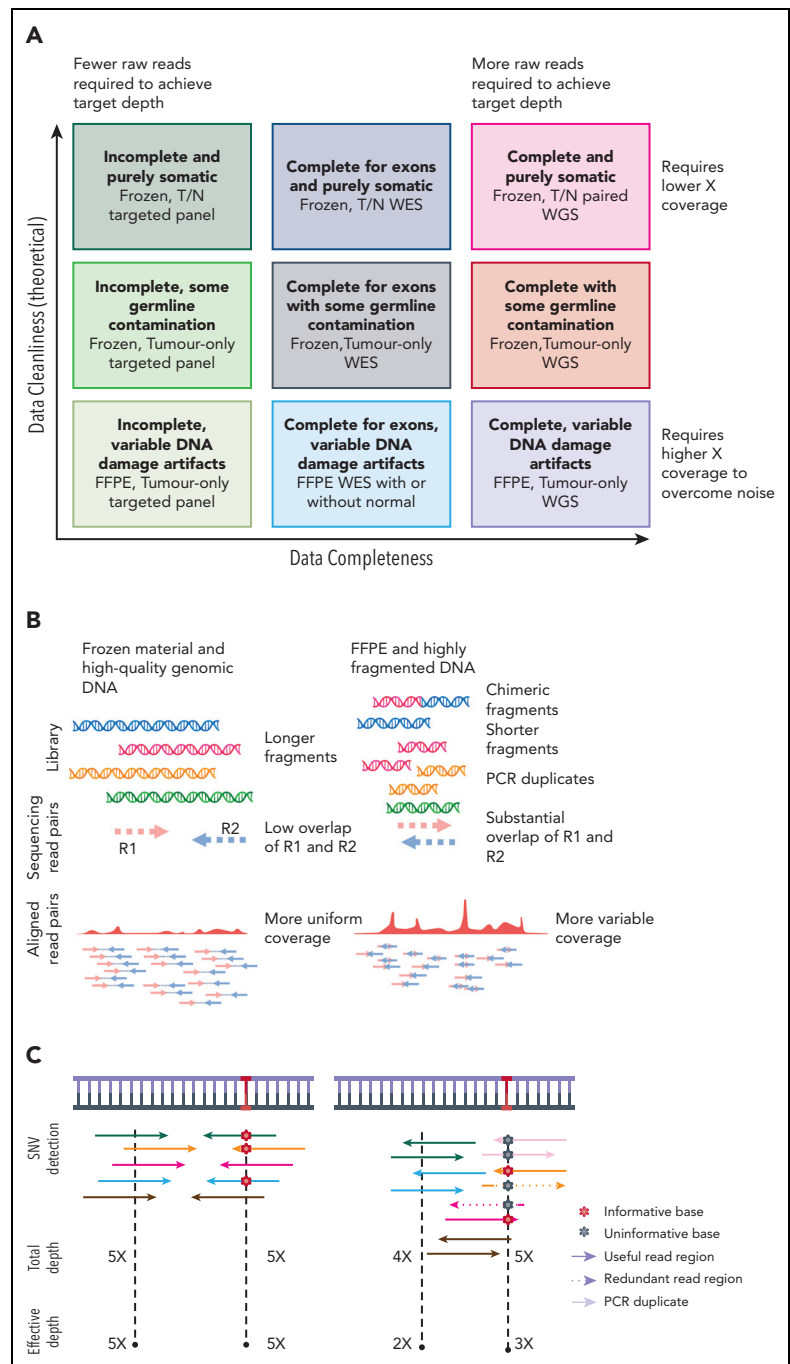 A
Fewer raw reads
required to achieve
target depth
More raw reads
required to achieve
target depth
Data Cleanliness (theoretical)
Incomplete and
purely somatic
Frozen, T/N
targeted panel
Complete for exons
and purely somatic
Frozen, T/N WES
Complete and
purely somatic
Frozen, T/N paired
WGS
Requires
lower X
coverage
Incomplete, some
germline
contamination
Frozen, Tumour-only
targeted panel
Complete for exons
with some germline
contamination
Frozen,Tumour-only
WES
Complete with
some germline
contamination
Frozen,Tumour-only
WGS
Incomplete,
variable DNA
damage artifacts
FFPE, Tumour-only
targeted panel
Complete for exons,
variable DNA
damage artifacts
FFPE WES with or
without normal
Complete, variable
DNA damage
artifacts
FFPE, Tumour-only
WGS
Requires
higher X
coverage to
overcome noise
Data Completeness
B
Frozen material and
high-quality genomic
DNA
FFPE and highly
fragmented DNA
Library
Longer
fragments
Chimeric
fragments
Shorter
fragments
PCR duplicates
Sequencing
read pairs
R1
R2
Low overlap
of R1 and R2
Substantial
overlap of R1 and
R2
Aligned
read pairs
More uniform
coverage
More variable
coverage
C
SNV
detection
Informative base
Uninformative base
Useful read region
Redundant read region
PCR duplicate
Total
depth
5X
5X
4X
5X
Effective
depth
5X
5X
2X
3X